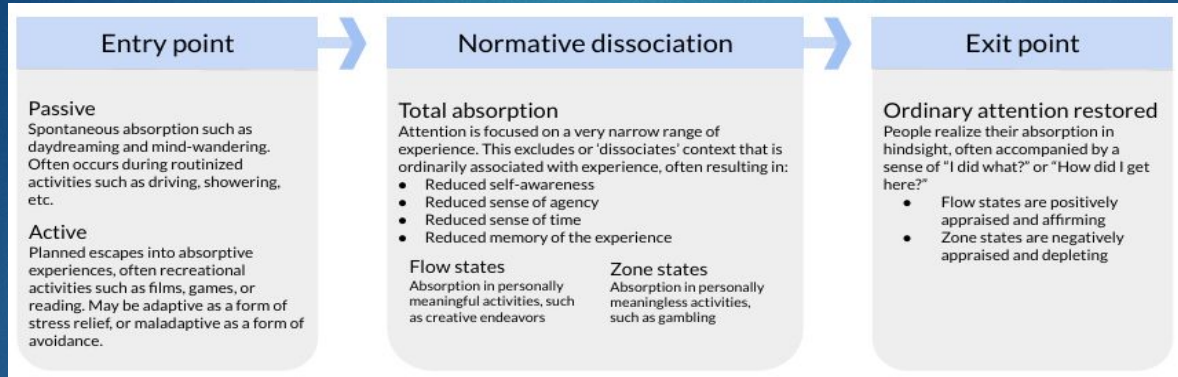 Entry point
Passive
Spontaneous absorption such as
daydreaming and mind-wandering.
Often occurs during routinized
activities such as driving, showering,
etc.
Active
Planned escapes into absorptive
experiences, often recreational
activities such as films, games, or
reading. May be adaptive as a form of
stress relief, or maladaptive as a form of
avoidance.
Normative dissociation
Total absorption
Attention is focused on a very narrow range of
experience. This excludes or ‘dissociates’ context that is
ordinarily associated with experience, often resulting in:
● Reduced self-awareness
● Reduced sense of agency
● Reduced sense of time
● Reduced memory of the experience
Flow states
Absorption in personally
meaningful activities, such
as creative endeavors
Zone states
Absorption in personally
meaningless activities,
such as gambling
Exit point
Ordinary attention restored
People realize their absorption in
hindsight, often accompanied by a
sense of “I did what?” or “How did I get
here?”
● Flow states are positively
appraised and affirming
● Zone states are negatively
appraised and depleting